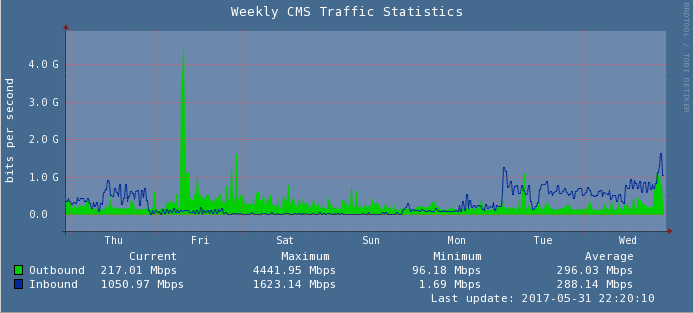 Weekly CMS Traffic Statistics
RRDTOOL / TOBI OETIKER
bits per second
4.0 G
3.0 G
2.0 G
1.0 G
0.0
Thu Fri Sat Sun Mon Tue Wed
Current Maximum Minimum Average
Outbound 217.01 Mbps 4441.95 Mbps 96.18 Mbps 296.03 Mbps
Inbound 1050.97 Mbps 1623.14 Mbps 1.69 Mbps 288.14 Mbps
Last update: 2017-05-31 22:20:10